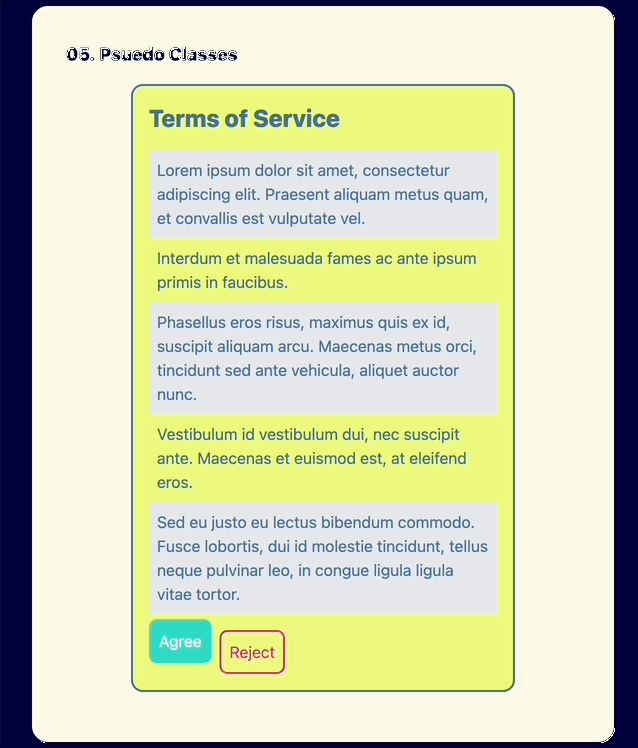 05. Psuedo Classes
Terms of Service
Lorem ipsum dolor sit amet, consectetur
adipiscing elit. Praesent aliquam metus quam,
et convallis est vulputate vel.
Interdum et malesuada fames ac ante ipsum
primis in faucibus.
Phasellus eros risus, maximus quis ex id,
suscipit aliquam arcu. Maecenas metus orci,
tincidunt sed ante vehicula, aliquet auctor
nunc.
Vestibulum id vestibulum dui, nec suscipit
ante. Maecenas et euismod est, at eleifend
eros.
Sed eu justo eu lectus bibendum commodo.
Fusce lobortis, dui id molestie tincidunt, tellus
neque pulvinar leo, in congue ligula ligula
vitae tortor.
Agree
Reject